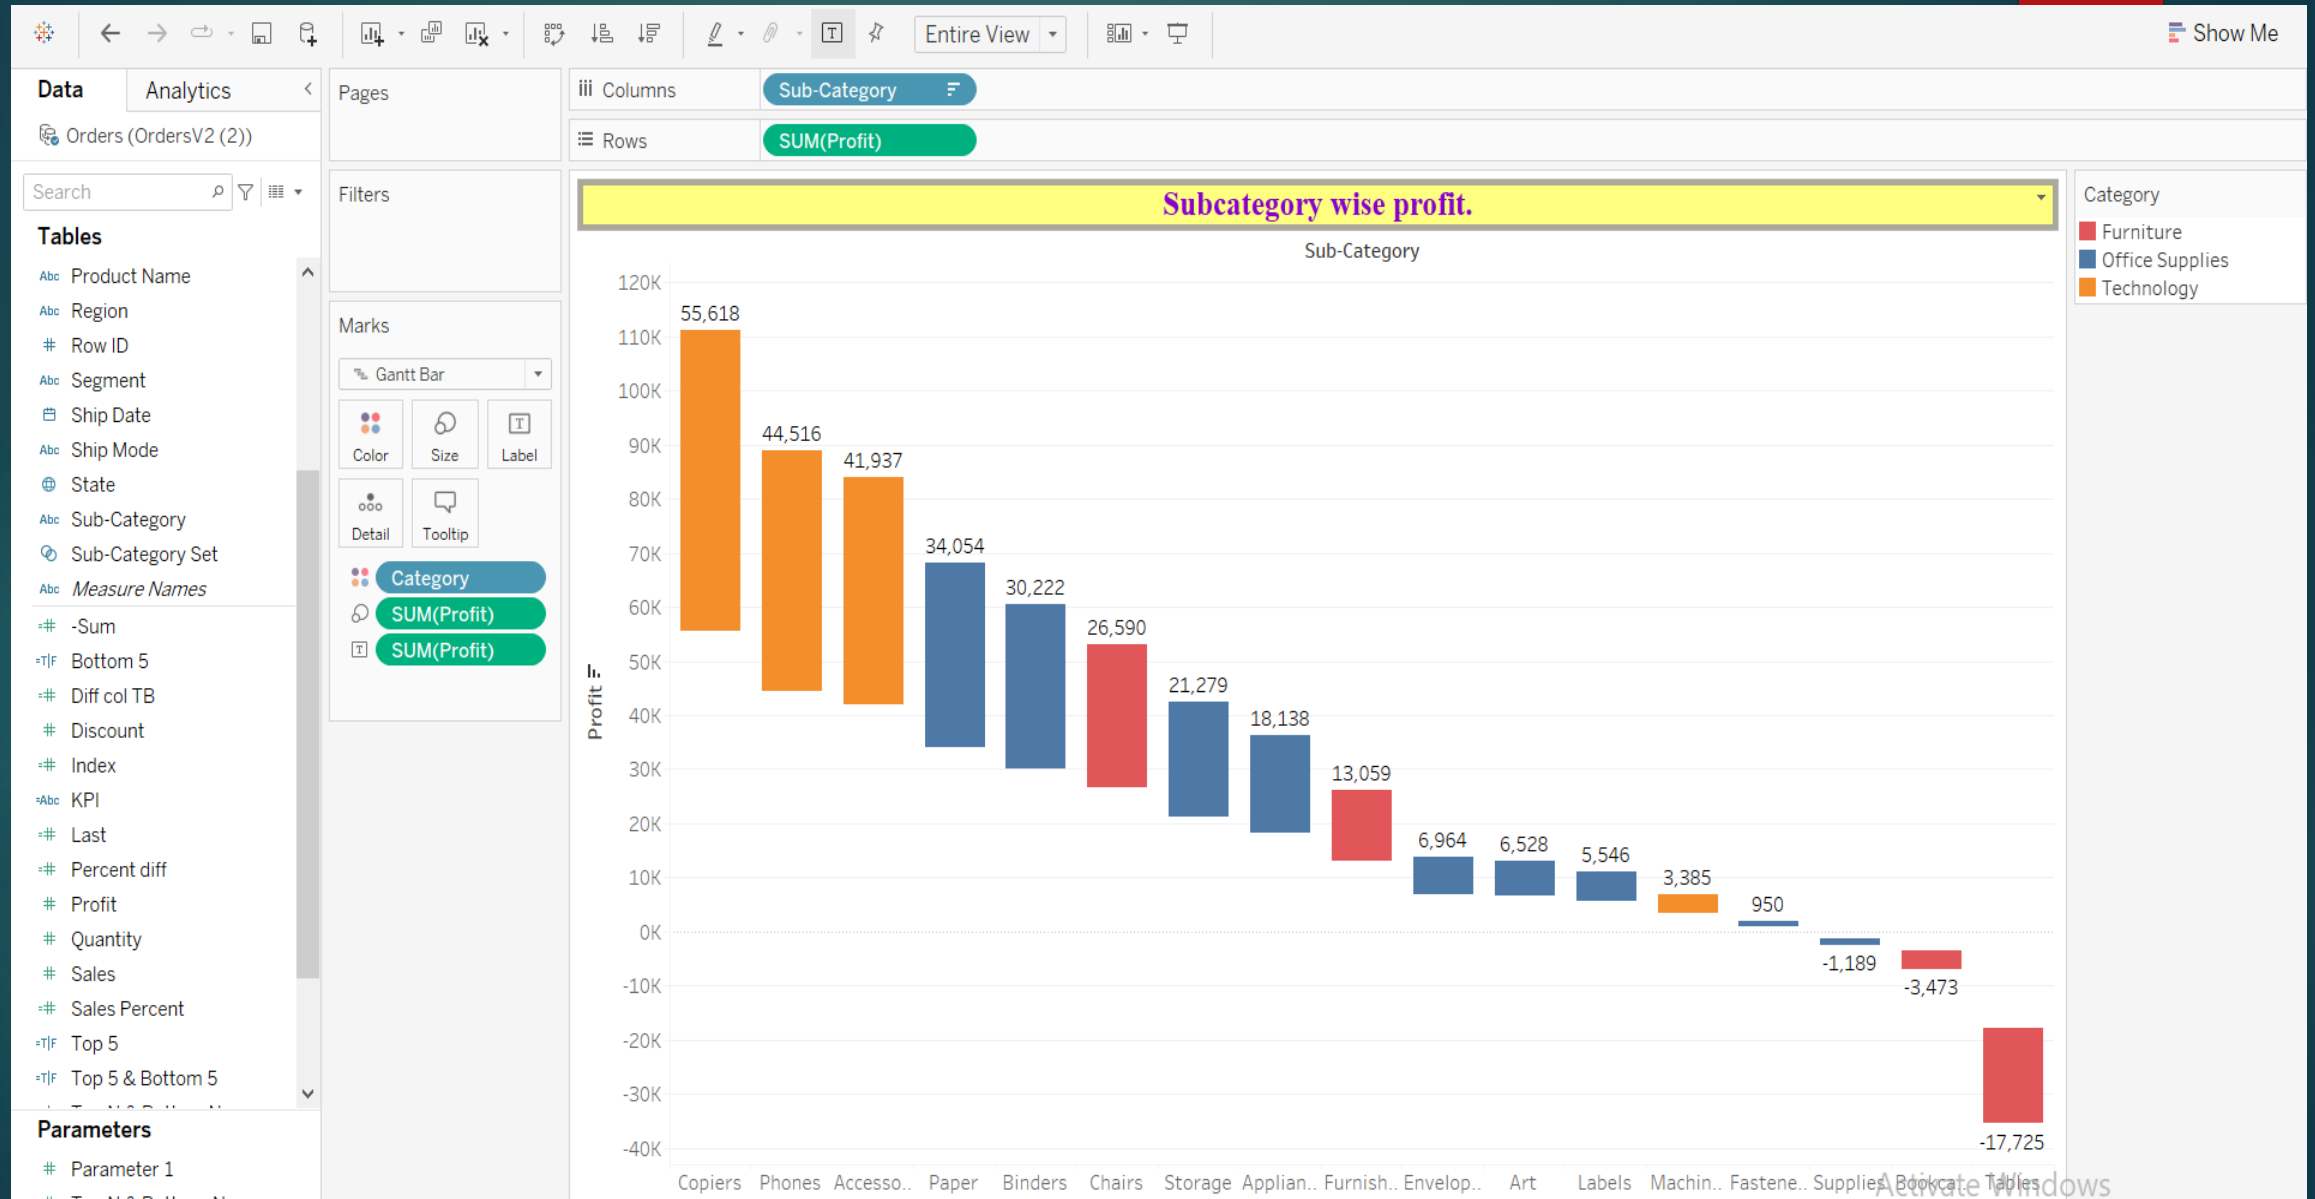 Entire View
Show Me
Data
Analytics
Orders (OrdersV2 (2))
Search
Tables
Abc Product Name
Abc Region
# Row ID
Abc Segment
Ship Date
Abc Ship Mode
State
Abc Sub-Category
Sub-Category Set
Abc Measure Names
=# -Sum
=T|F Bottom 5
=# Diff col TB
# Discount
=# Index
=Abc KPI
=# Last
=# Percent diff
# Profit
# Quantity
# Sales
=# Sales Percent
=T|F Top 5
=T|F Top 5 & Bottom 5
Parameters
# Parameter 1
Pages
Filters
Marks
Gantt Bar
Color Size Label
Detail Tooltip
Category
SUM(Profit)
SUM(Profit)
Columns Sub-Category
Rows SUM(Profit)
Subcategory wise profit.
Sub-Category
Profit
120K
110K
100K
90K
80K
70K
60K
50K
40K
30K
20K
10K
0K
-10K
-20K
-30K
-40K
55,618
44,516
41,937
34,054
30,222
26,590
21,279
18,138
13,059
6,964
6,528
5,546
3,385
950
-1,189
-3,473
-17,725
Copiers Phones Accesso.. Paper Binders Chairs Storage Applian.. Furnish.. Envelop.. Art Labels Machin.. Fastene.. Supplies Bookca.. Tables
Category
Furniture
Office Supplies
Technology
Activate Windows